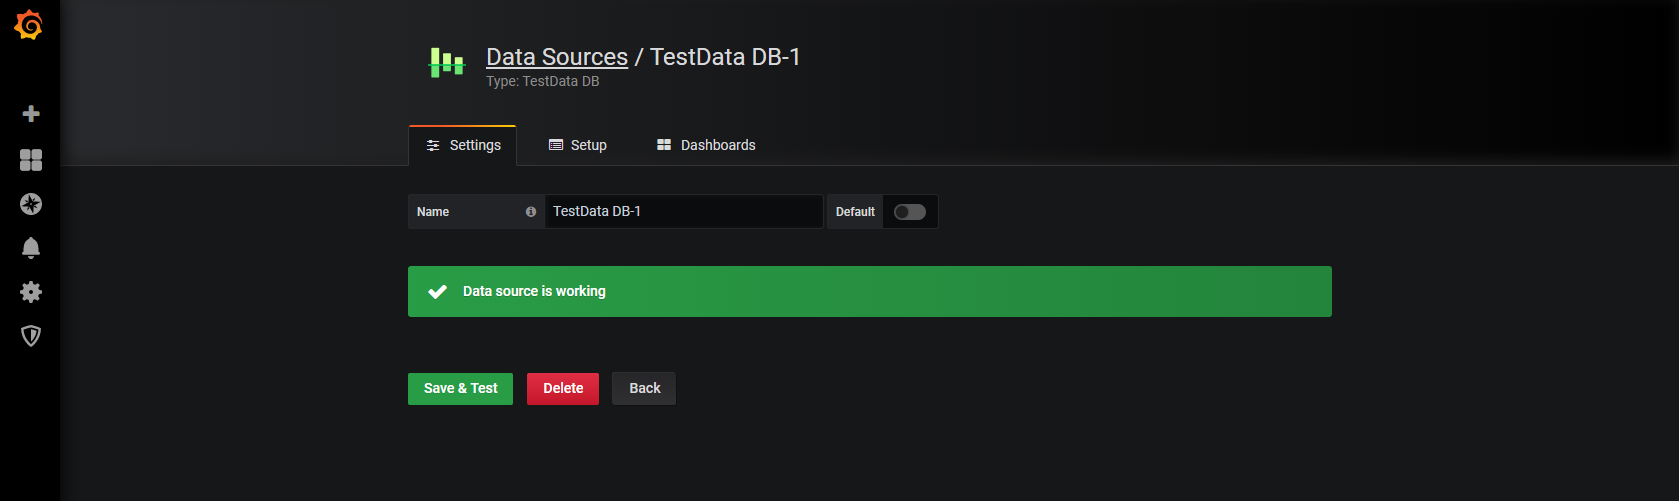 Data Sources / TestData DB-1
Type: TestData DB
Settings Setup Dashboards
Name TestData DB-1 Default
Data source is working
Save & Test Delete Back